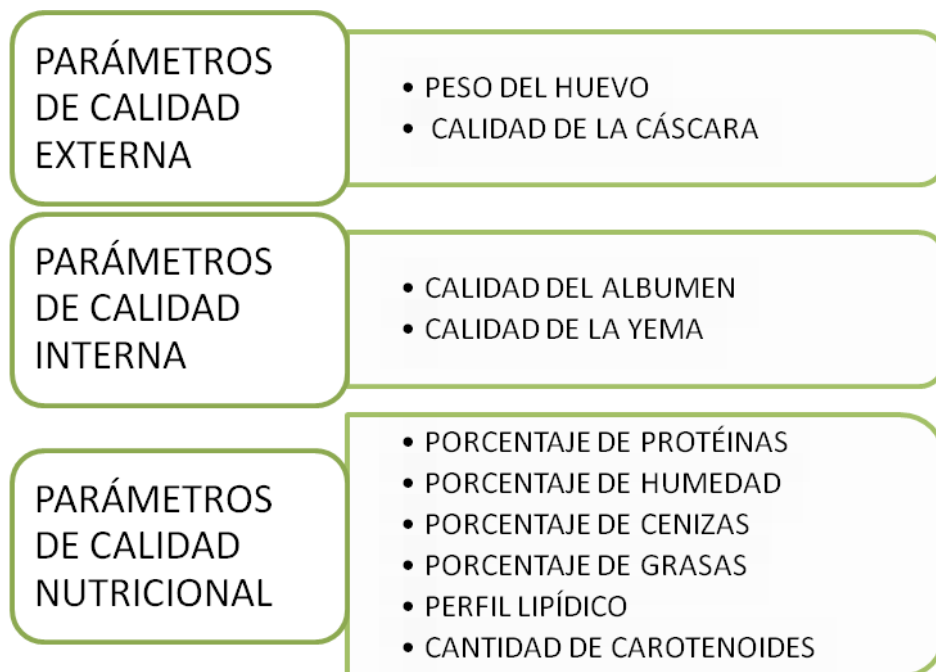 PARÁMETROS
DE CALIDAD
EXTERNA
• PESO DEL HUEVO
• CALIDAD DE LA CÁSCARA
PARÁMETROS
DE CALIDAD
INTERNA
• CALIDAD DEL ALBUMEN
• CALIDAD DE LA YEMA
PARÁMETROS
DE CALIDAD
NUTRICIONAL
• PORCENTAJE DE PROTÉINAS
• PORCENTAJE DE HUMEDAD
• PORCENTAJE DE CENIZAS
• PORCENTAJE DE GRASAS
• PERFIL LIPÍDICO
• CANTIDAD DE CAROTENOIDES